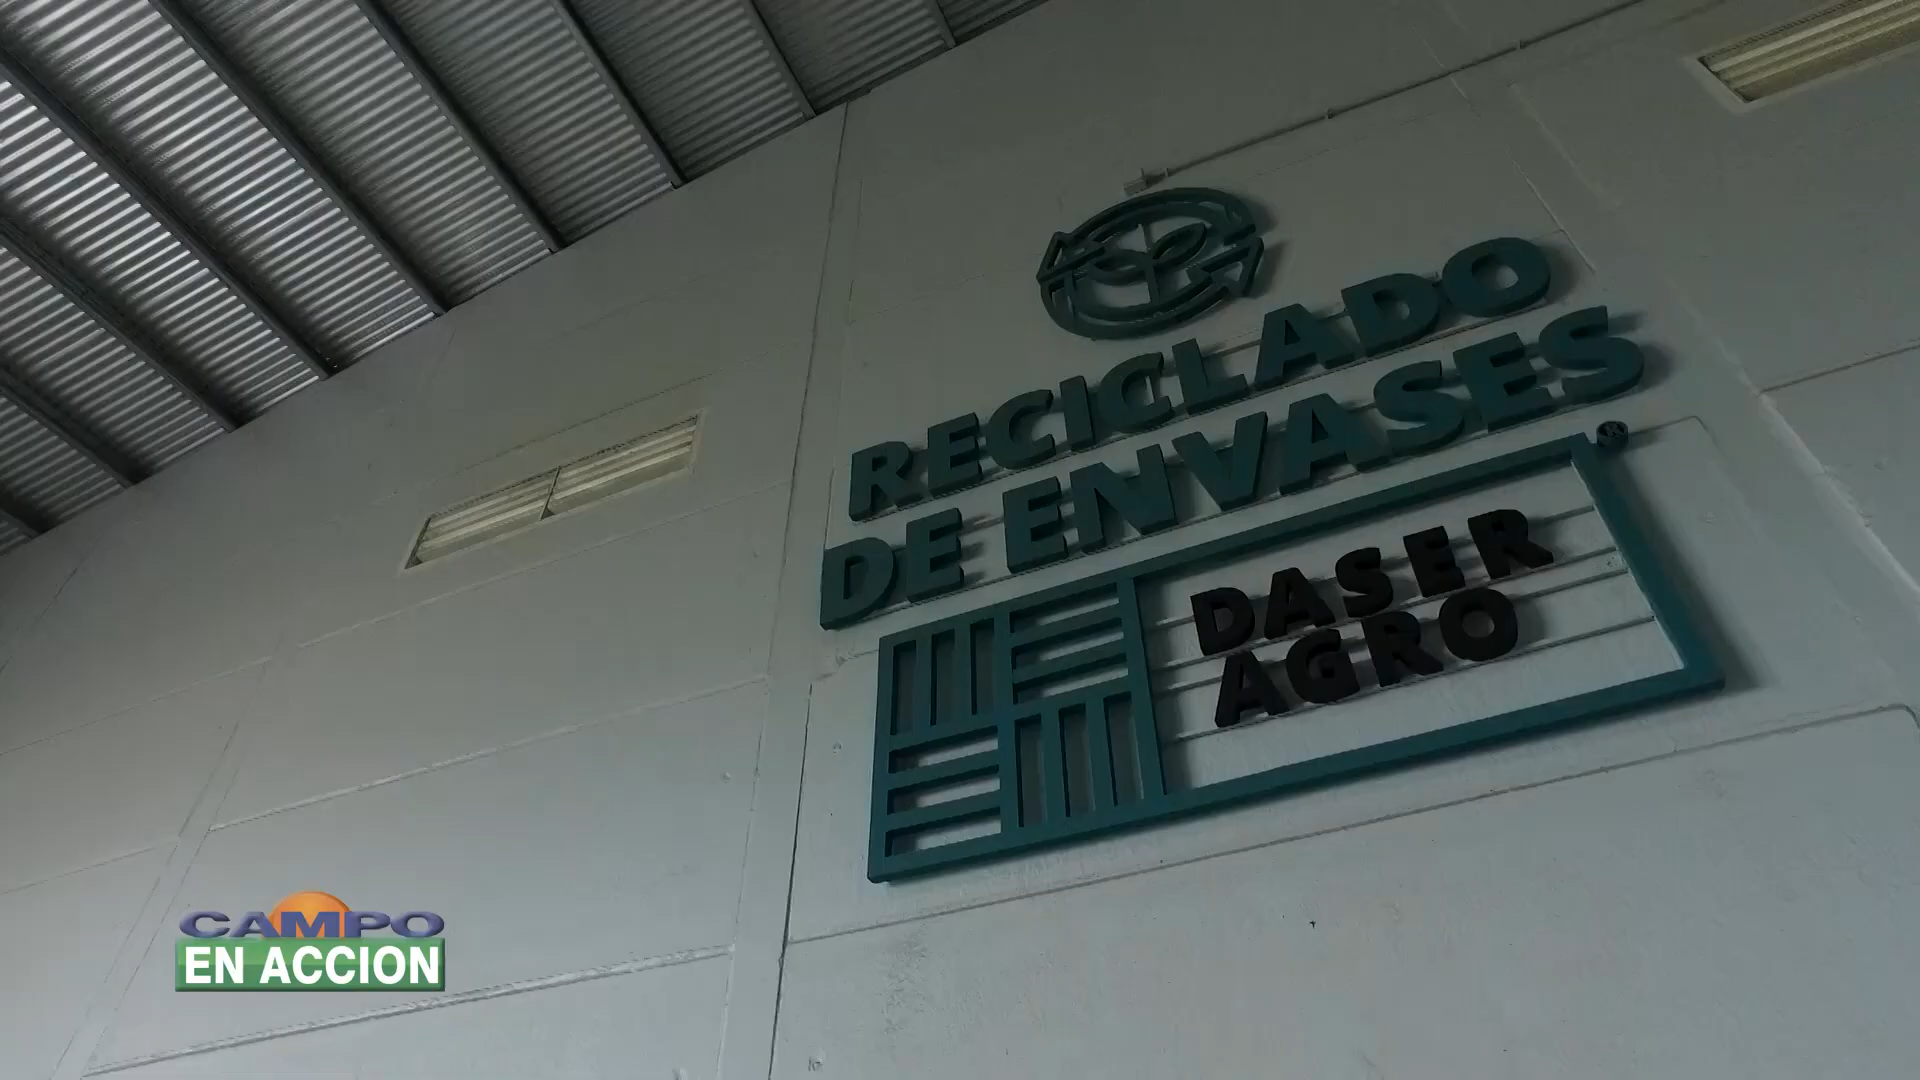 RECICLADO
DE ENVASES
®
DASER
AGRO
CAMPO
EN ACCION